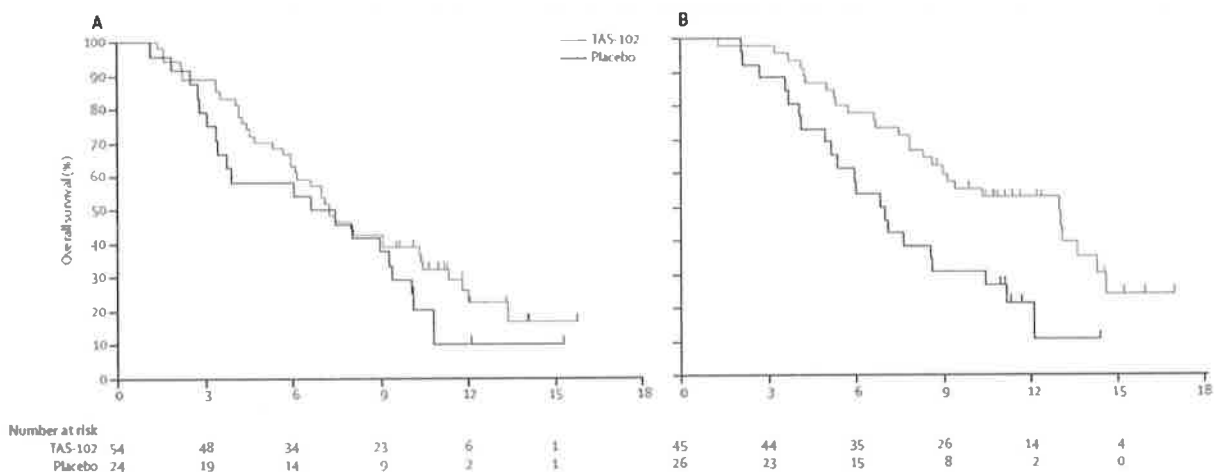 A
B
TAS-102
Placebo
Overall survival (%)
100
90
80
70
60
50
40
30
20
10
0
0 3 6 9 12 15 18
0 3 6 9 12 15 18
Number at risk
TAS-102 54 48 34 23 6 1 45 44 35 26 14 4
Placebo 24 19 14 9 2 1 26 23 15 8 2 0